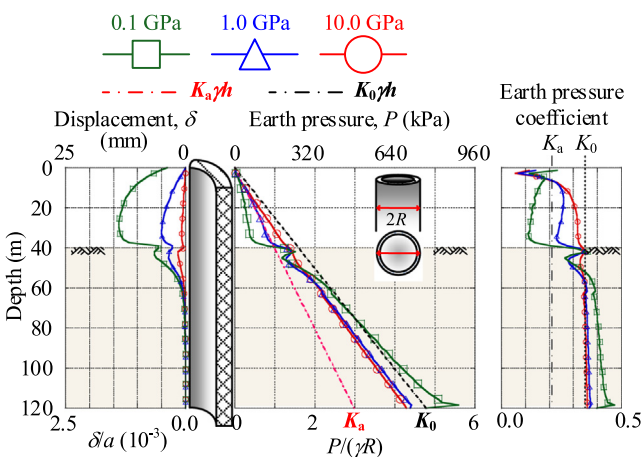 0.1 GPa 1.0 GPa 10.0 GPa
Kₐγh K₀γh
Displacement, δ (mm)
Earth pressure, P (kPa)
Earth pressure coefficient
Kₐ K₀
25 0 0 320 640 960
Depth (m)
0
20
40
60
80
100
120
2R
Kₐ K₀
2.5 0.0 0 2 4 6 0.0 0.5
δ/a (10⁻³) P/(γR)